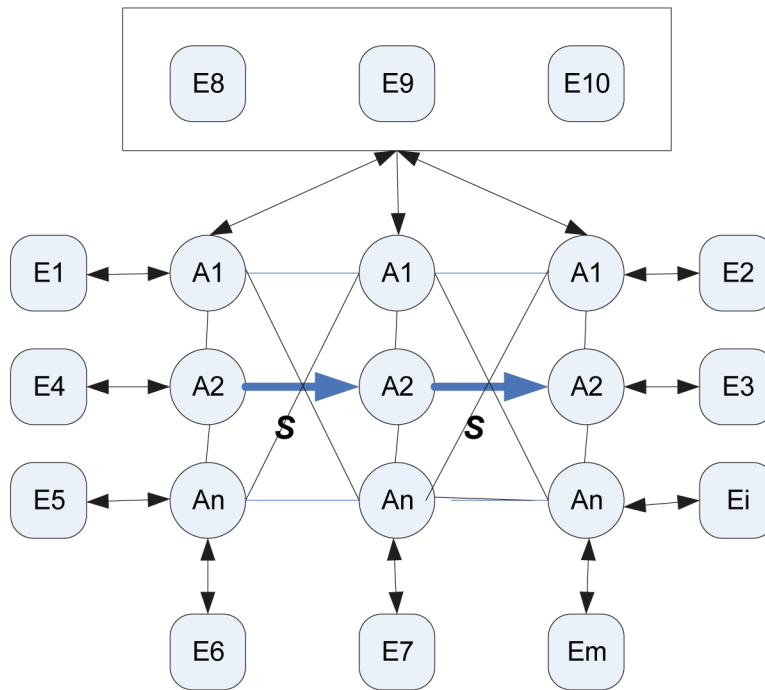 E8 E9 E10
E1 A1 A1 A1 E2
E4 A2 A2 A2 E3
S S
E5 An An An Ei
E6 E7 Em